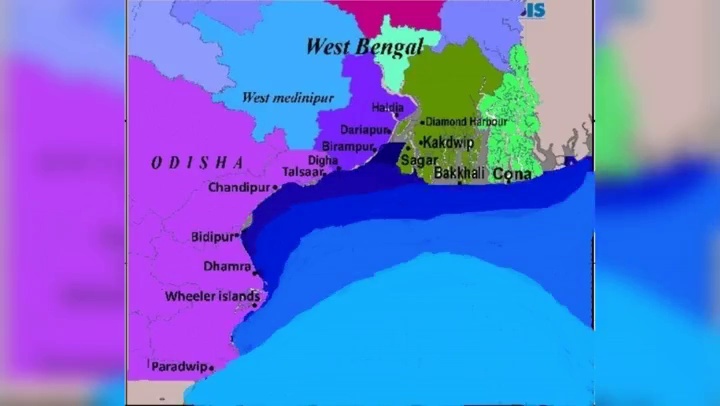 IS
West Bengal
West medinipur
Haldia
Diamond Harbour
Dariapur
Kakdwip
Birampur
Sagar
Digha
ODISHA
Talsaar
Bakkhali
Cona
Chandipur
Bidipur
Dhamra
Wheeler islands
Paradwip